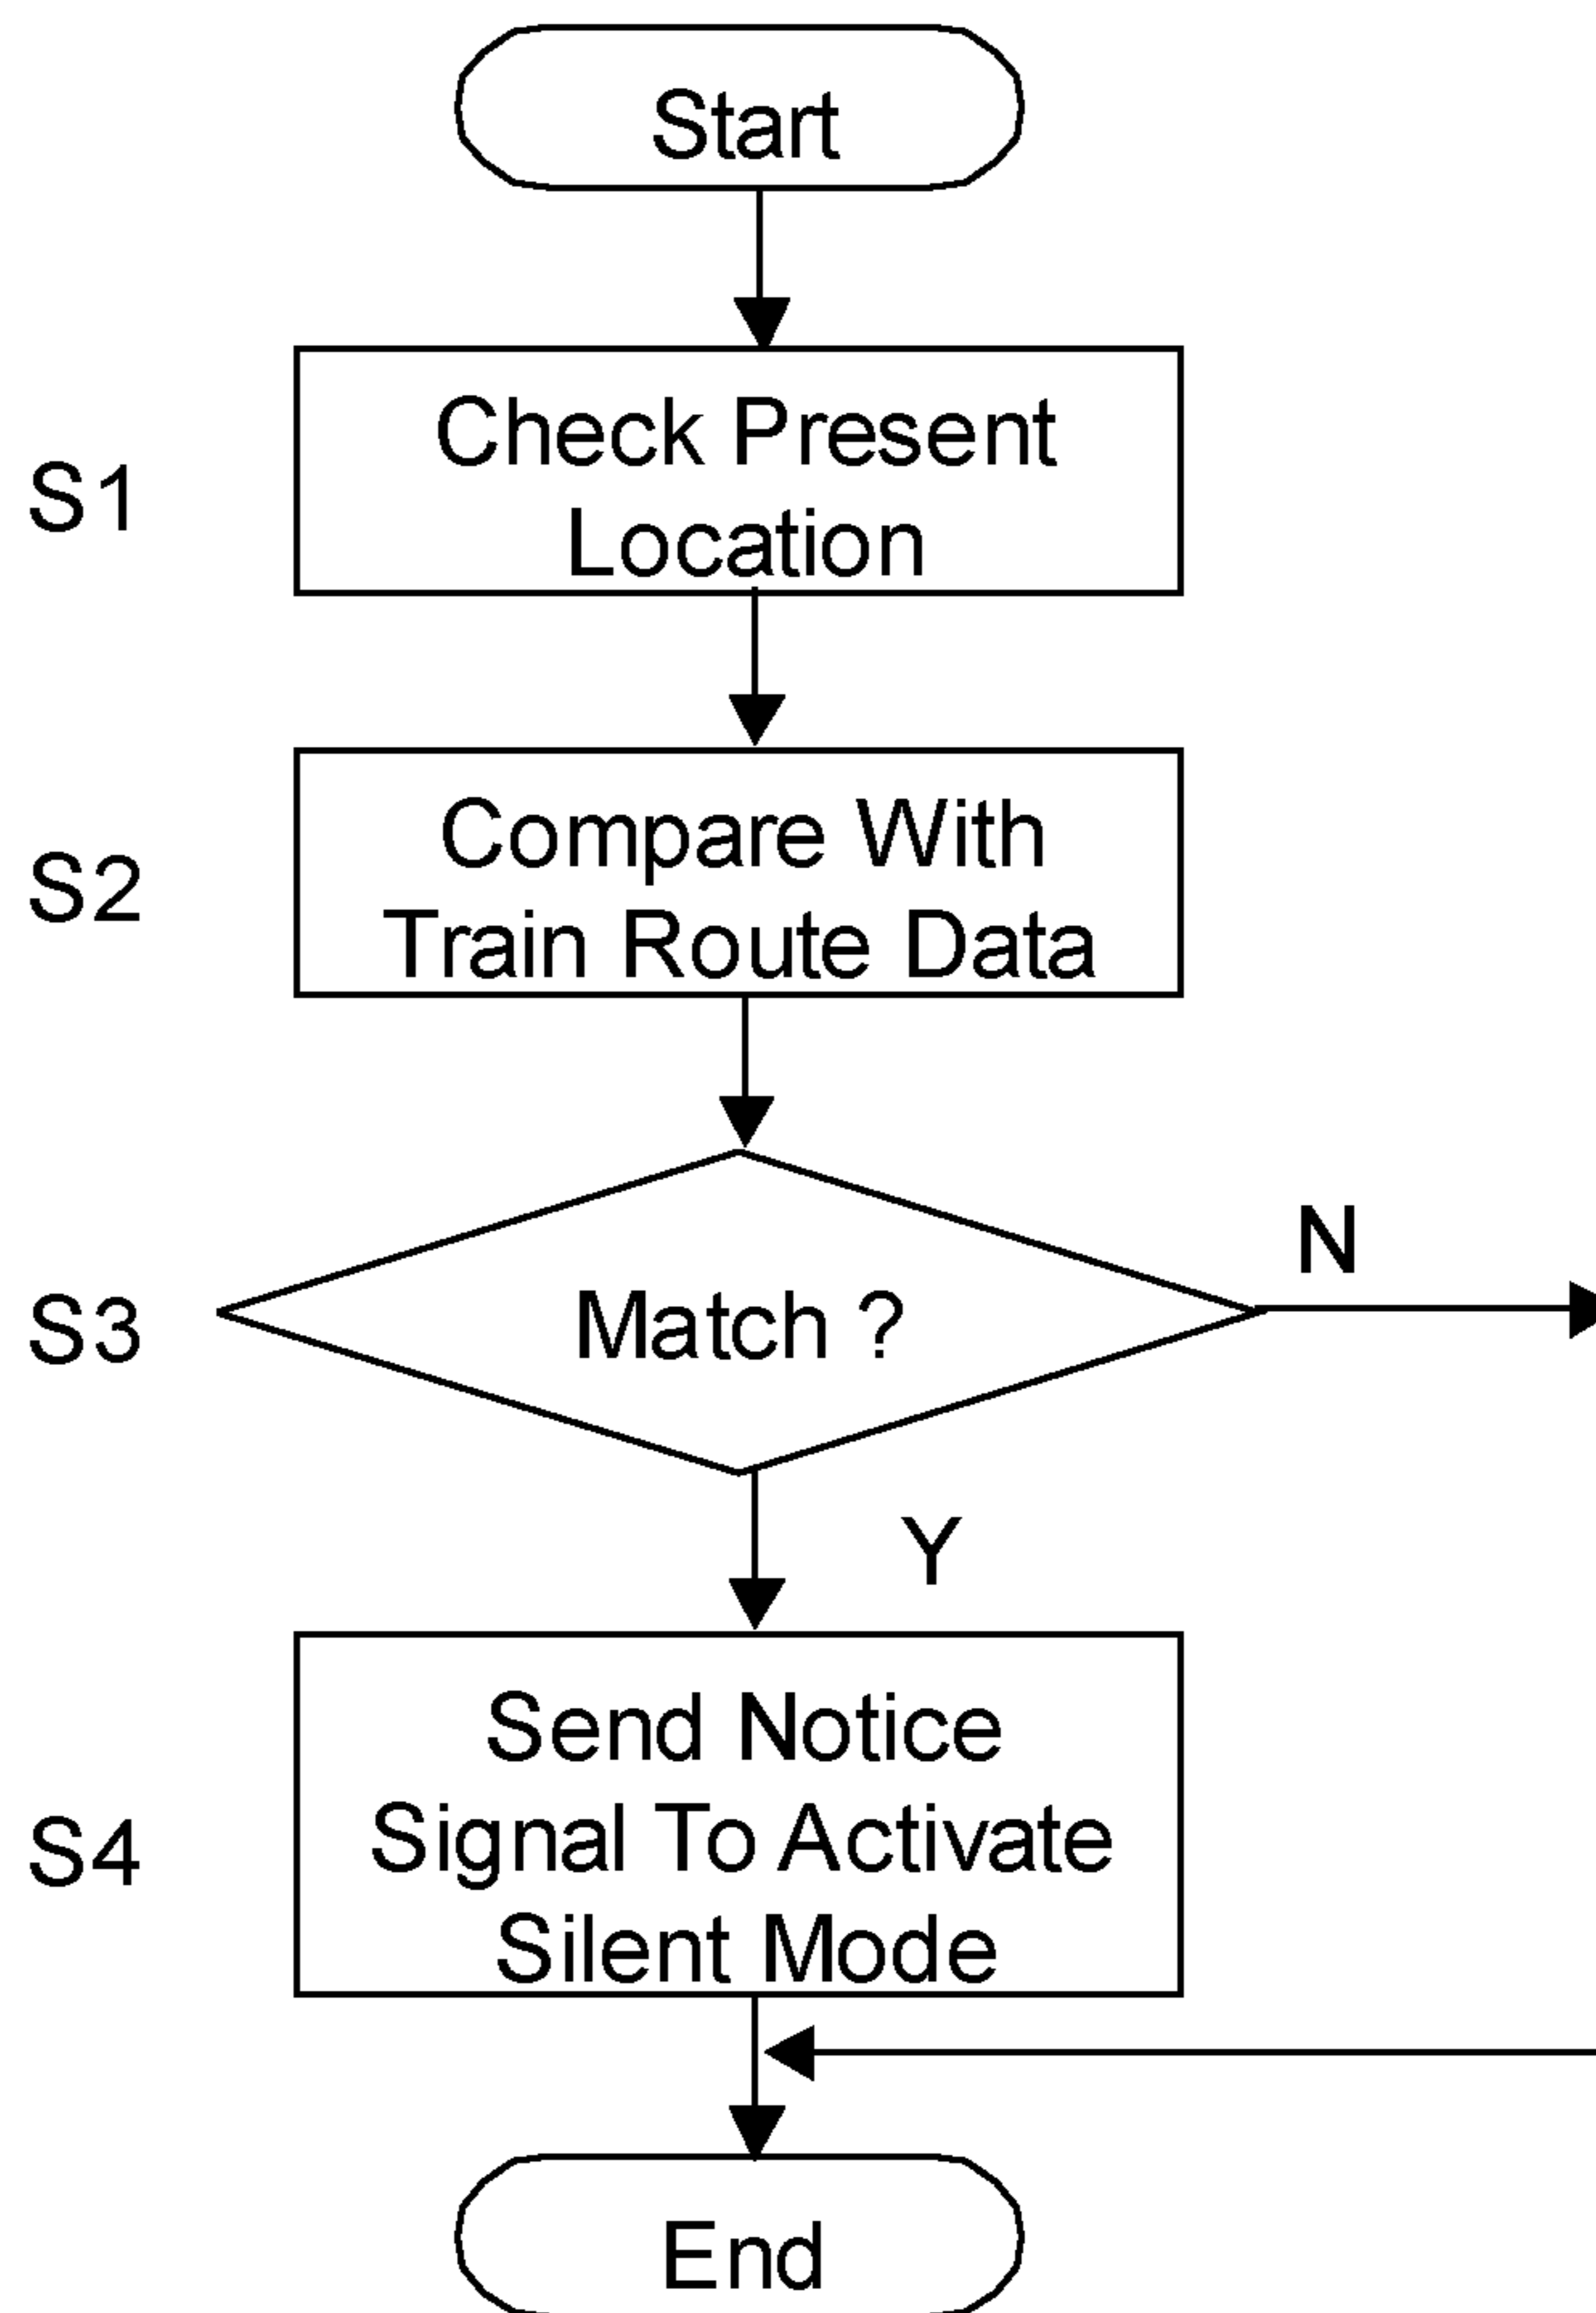 Start
S1
Check Present
Location
S2
Compare With
Train Route Data
S3
Match ?
N
Y
S4
Send Notice
Signal To Activate
Silent Mode
End